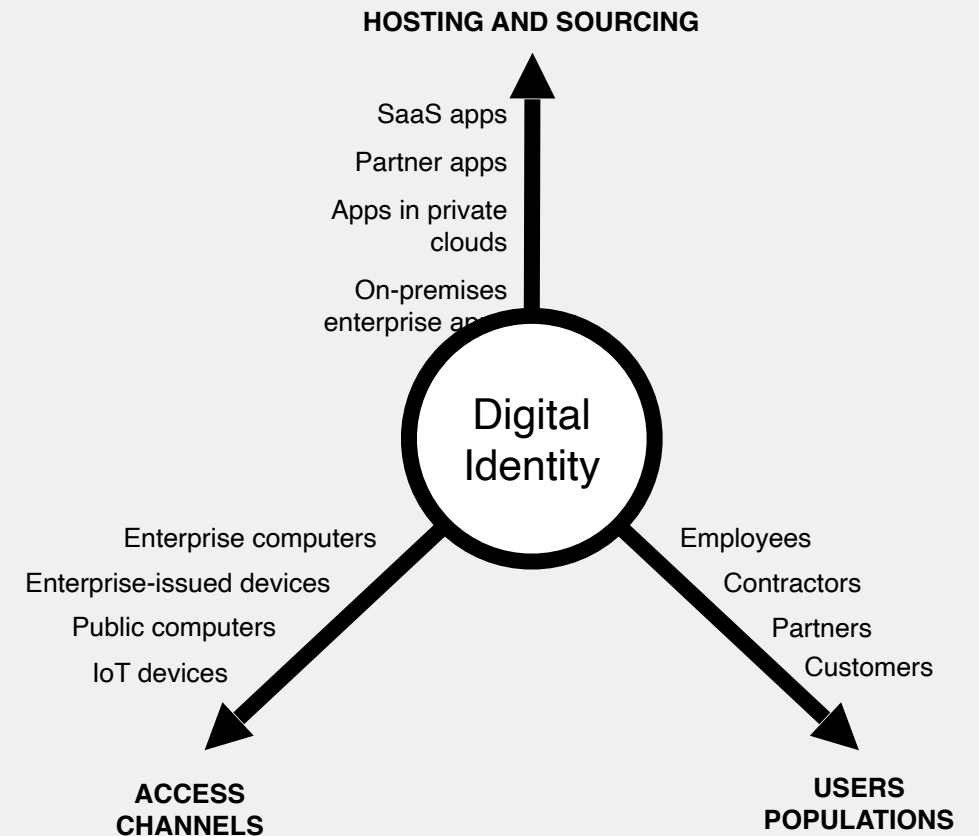 HOSTING AND SOURCING
SaaS apps
Partner apps
Apps in private
clouds
On-premises
enterprise
Digital
Identity
Enterprise computers
Enterprise-issued devices
Public computers
IoT devices
ACCESS
CHANNELS
Employees
Contractors
Partners
Customers
USERS
POPULATIONS